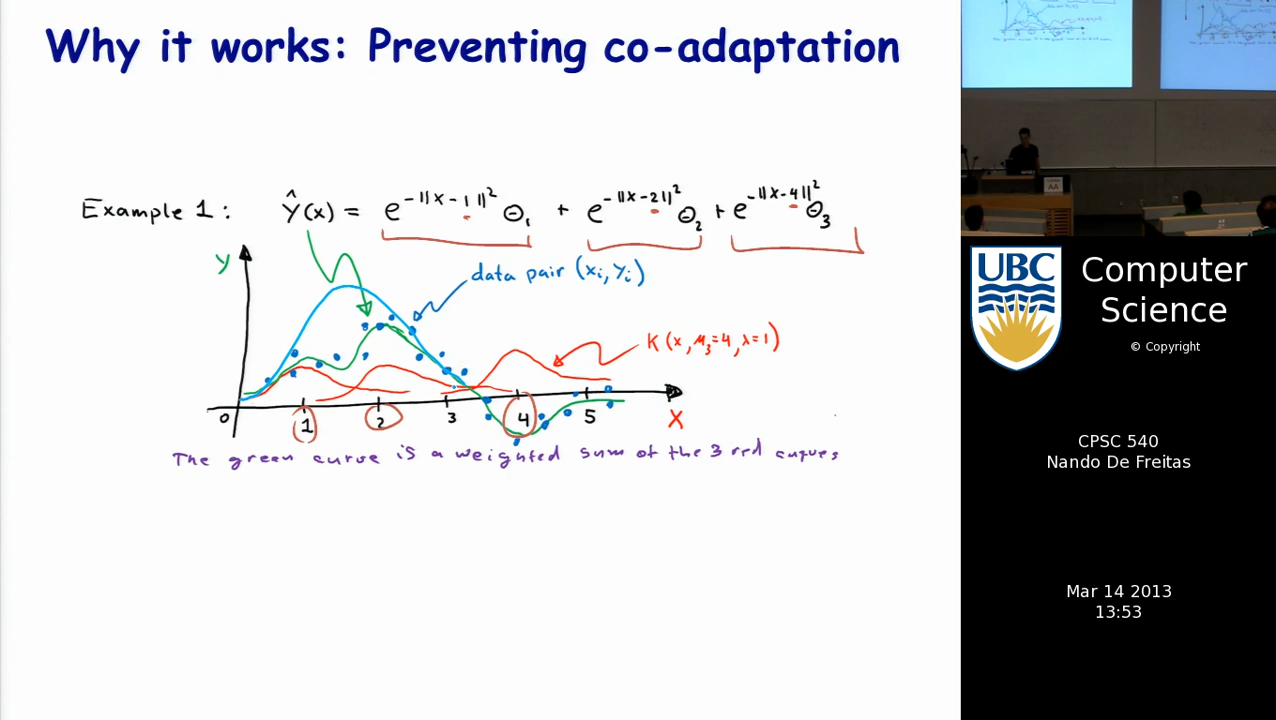 Why it works: Preventing co-adaptation
Example 1: Ŷ(x) = e^-||x-1||² Θ₁ + e^-||x-2||² Θ₂ + e^-||x-4||² Θ₃
y
data pair (xᵢ, yᵢ)
K(x, μ₃=4, λ=1)
0 1 2 3 4 5 x
The green curve is a weighted sum of the 3 red curves
AA
UBC
Computer
Science
© Copyright
CPSC 540
Nando De Freitas
Mar 14 2013
13:53